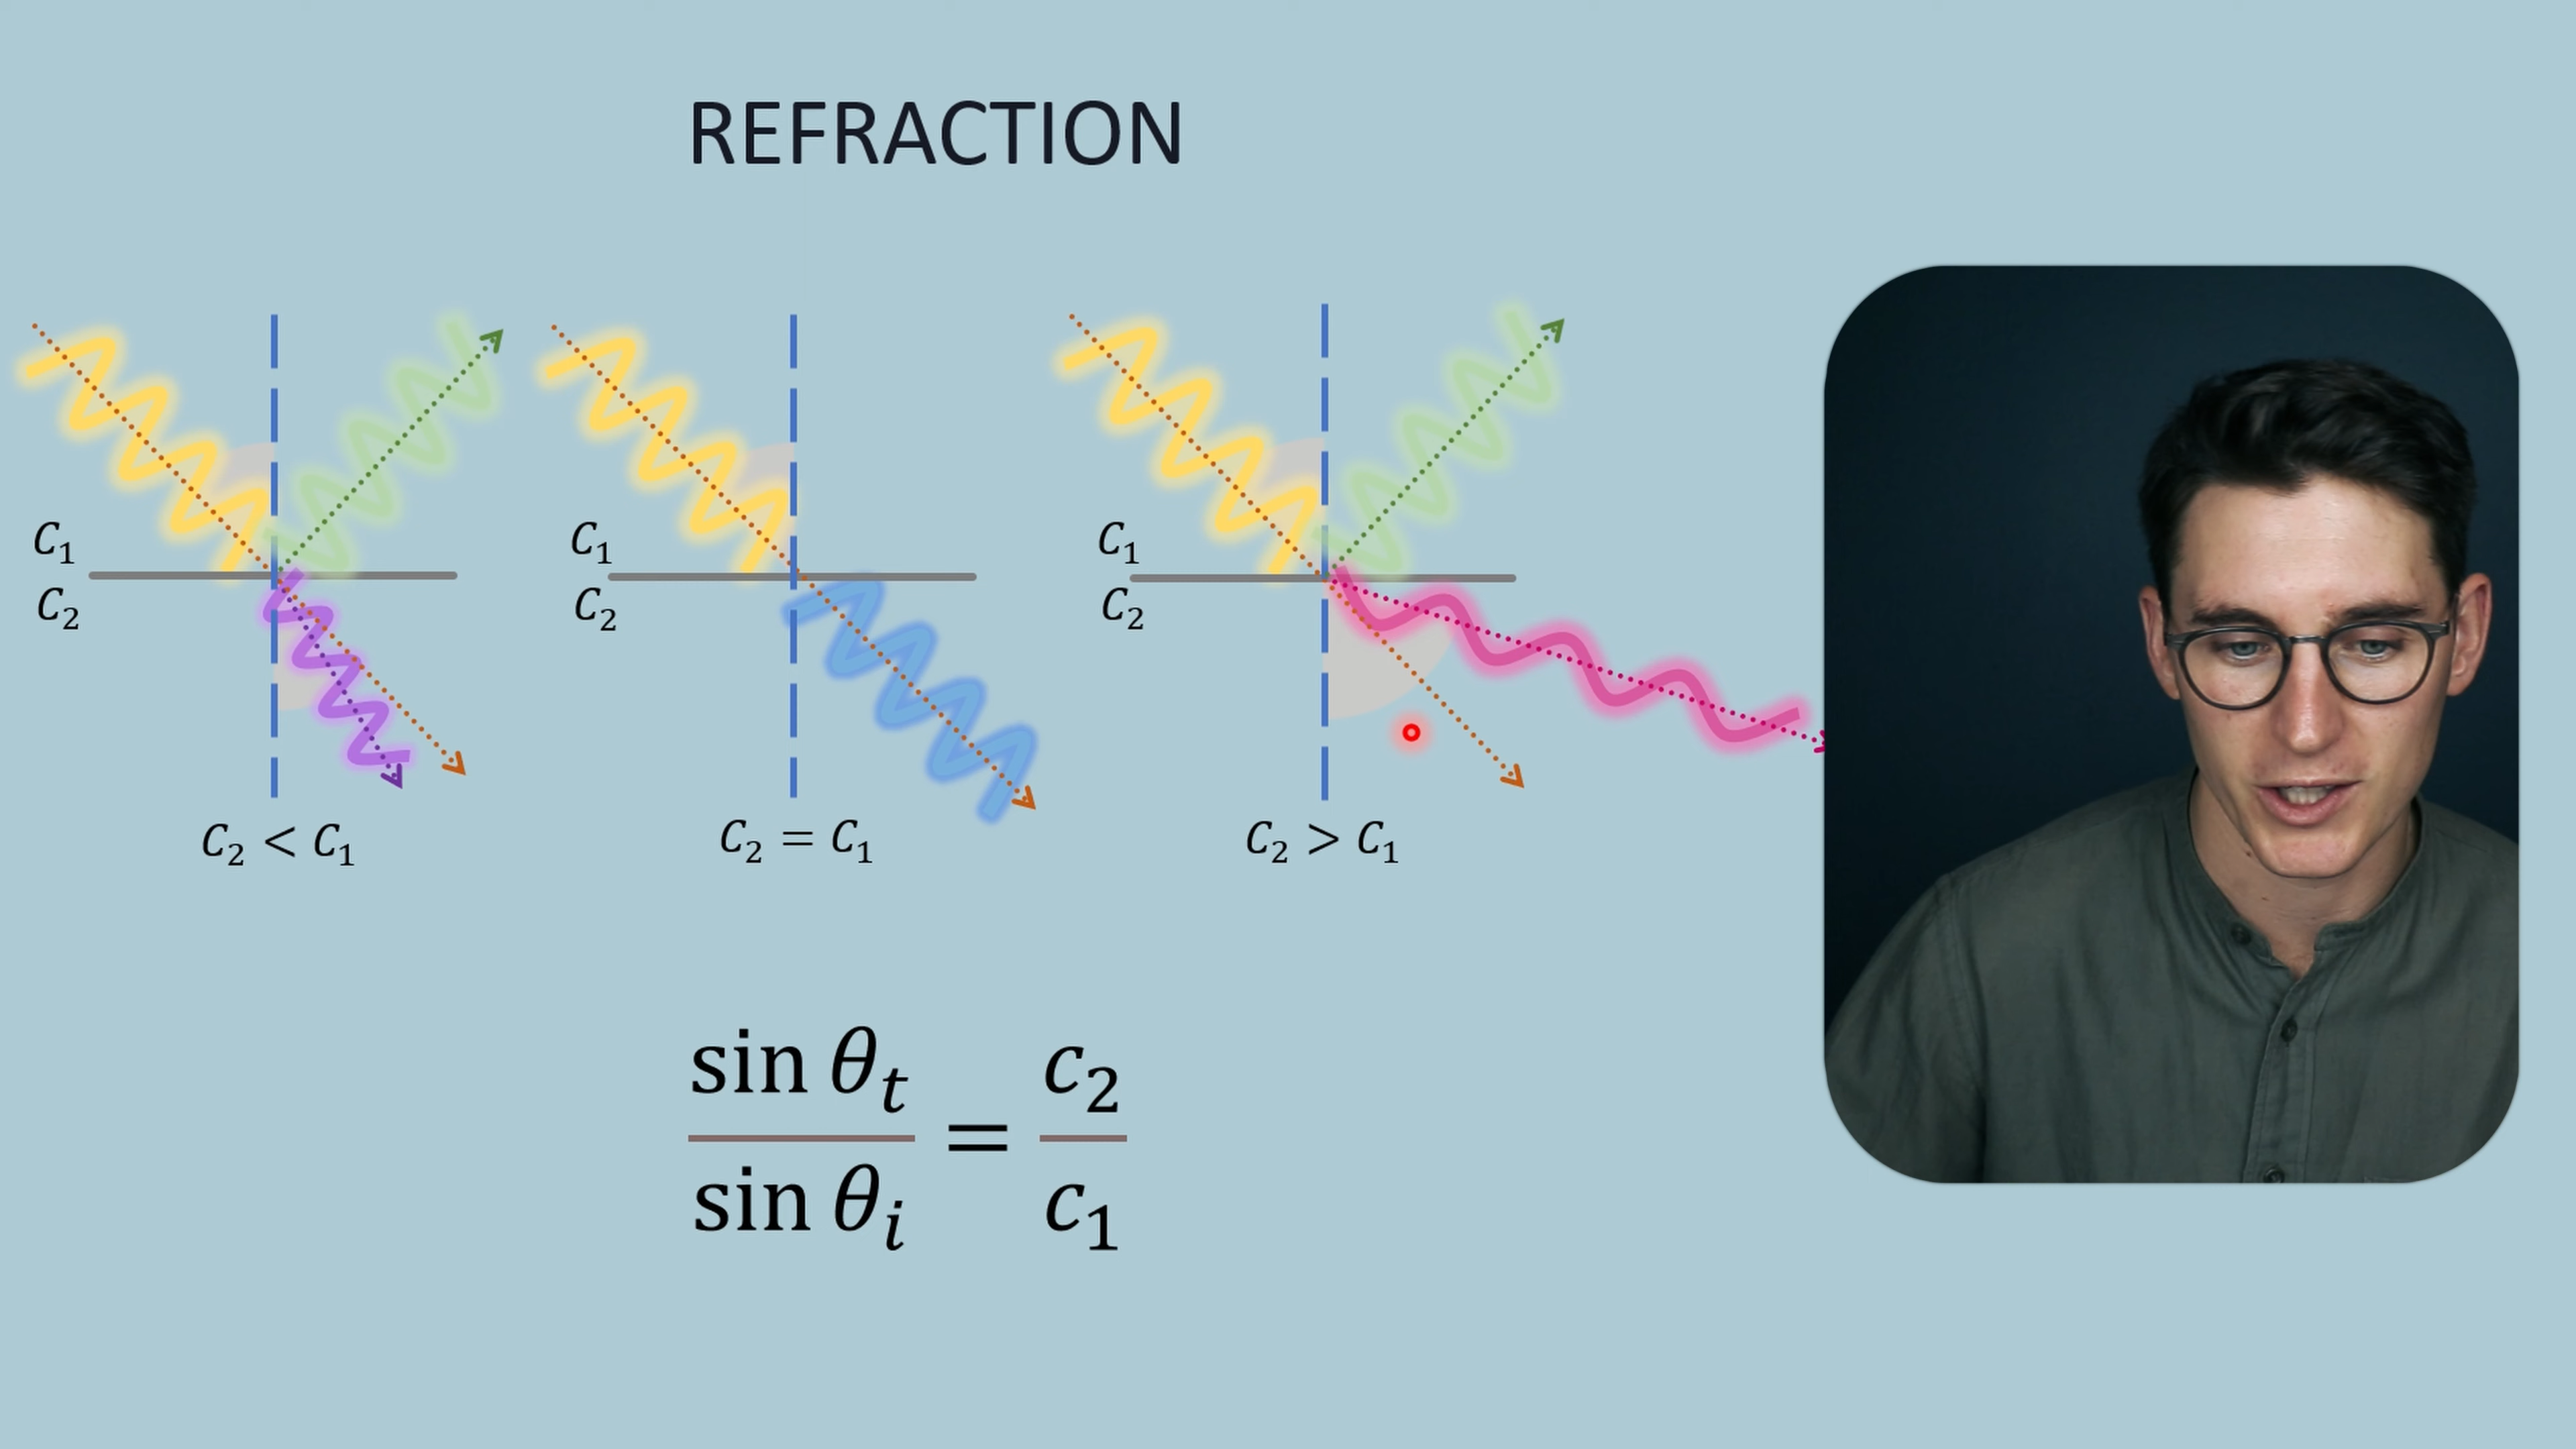 REFRACTION
C₁
C₂
C₂ < C₁
C₁
C₂
C₂ = C₁
C₁
C₂
C₂ > C₁
sin θₜ / sin θᵢ = c₂ / c₁